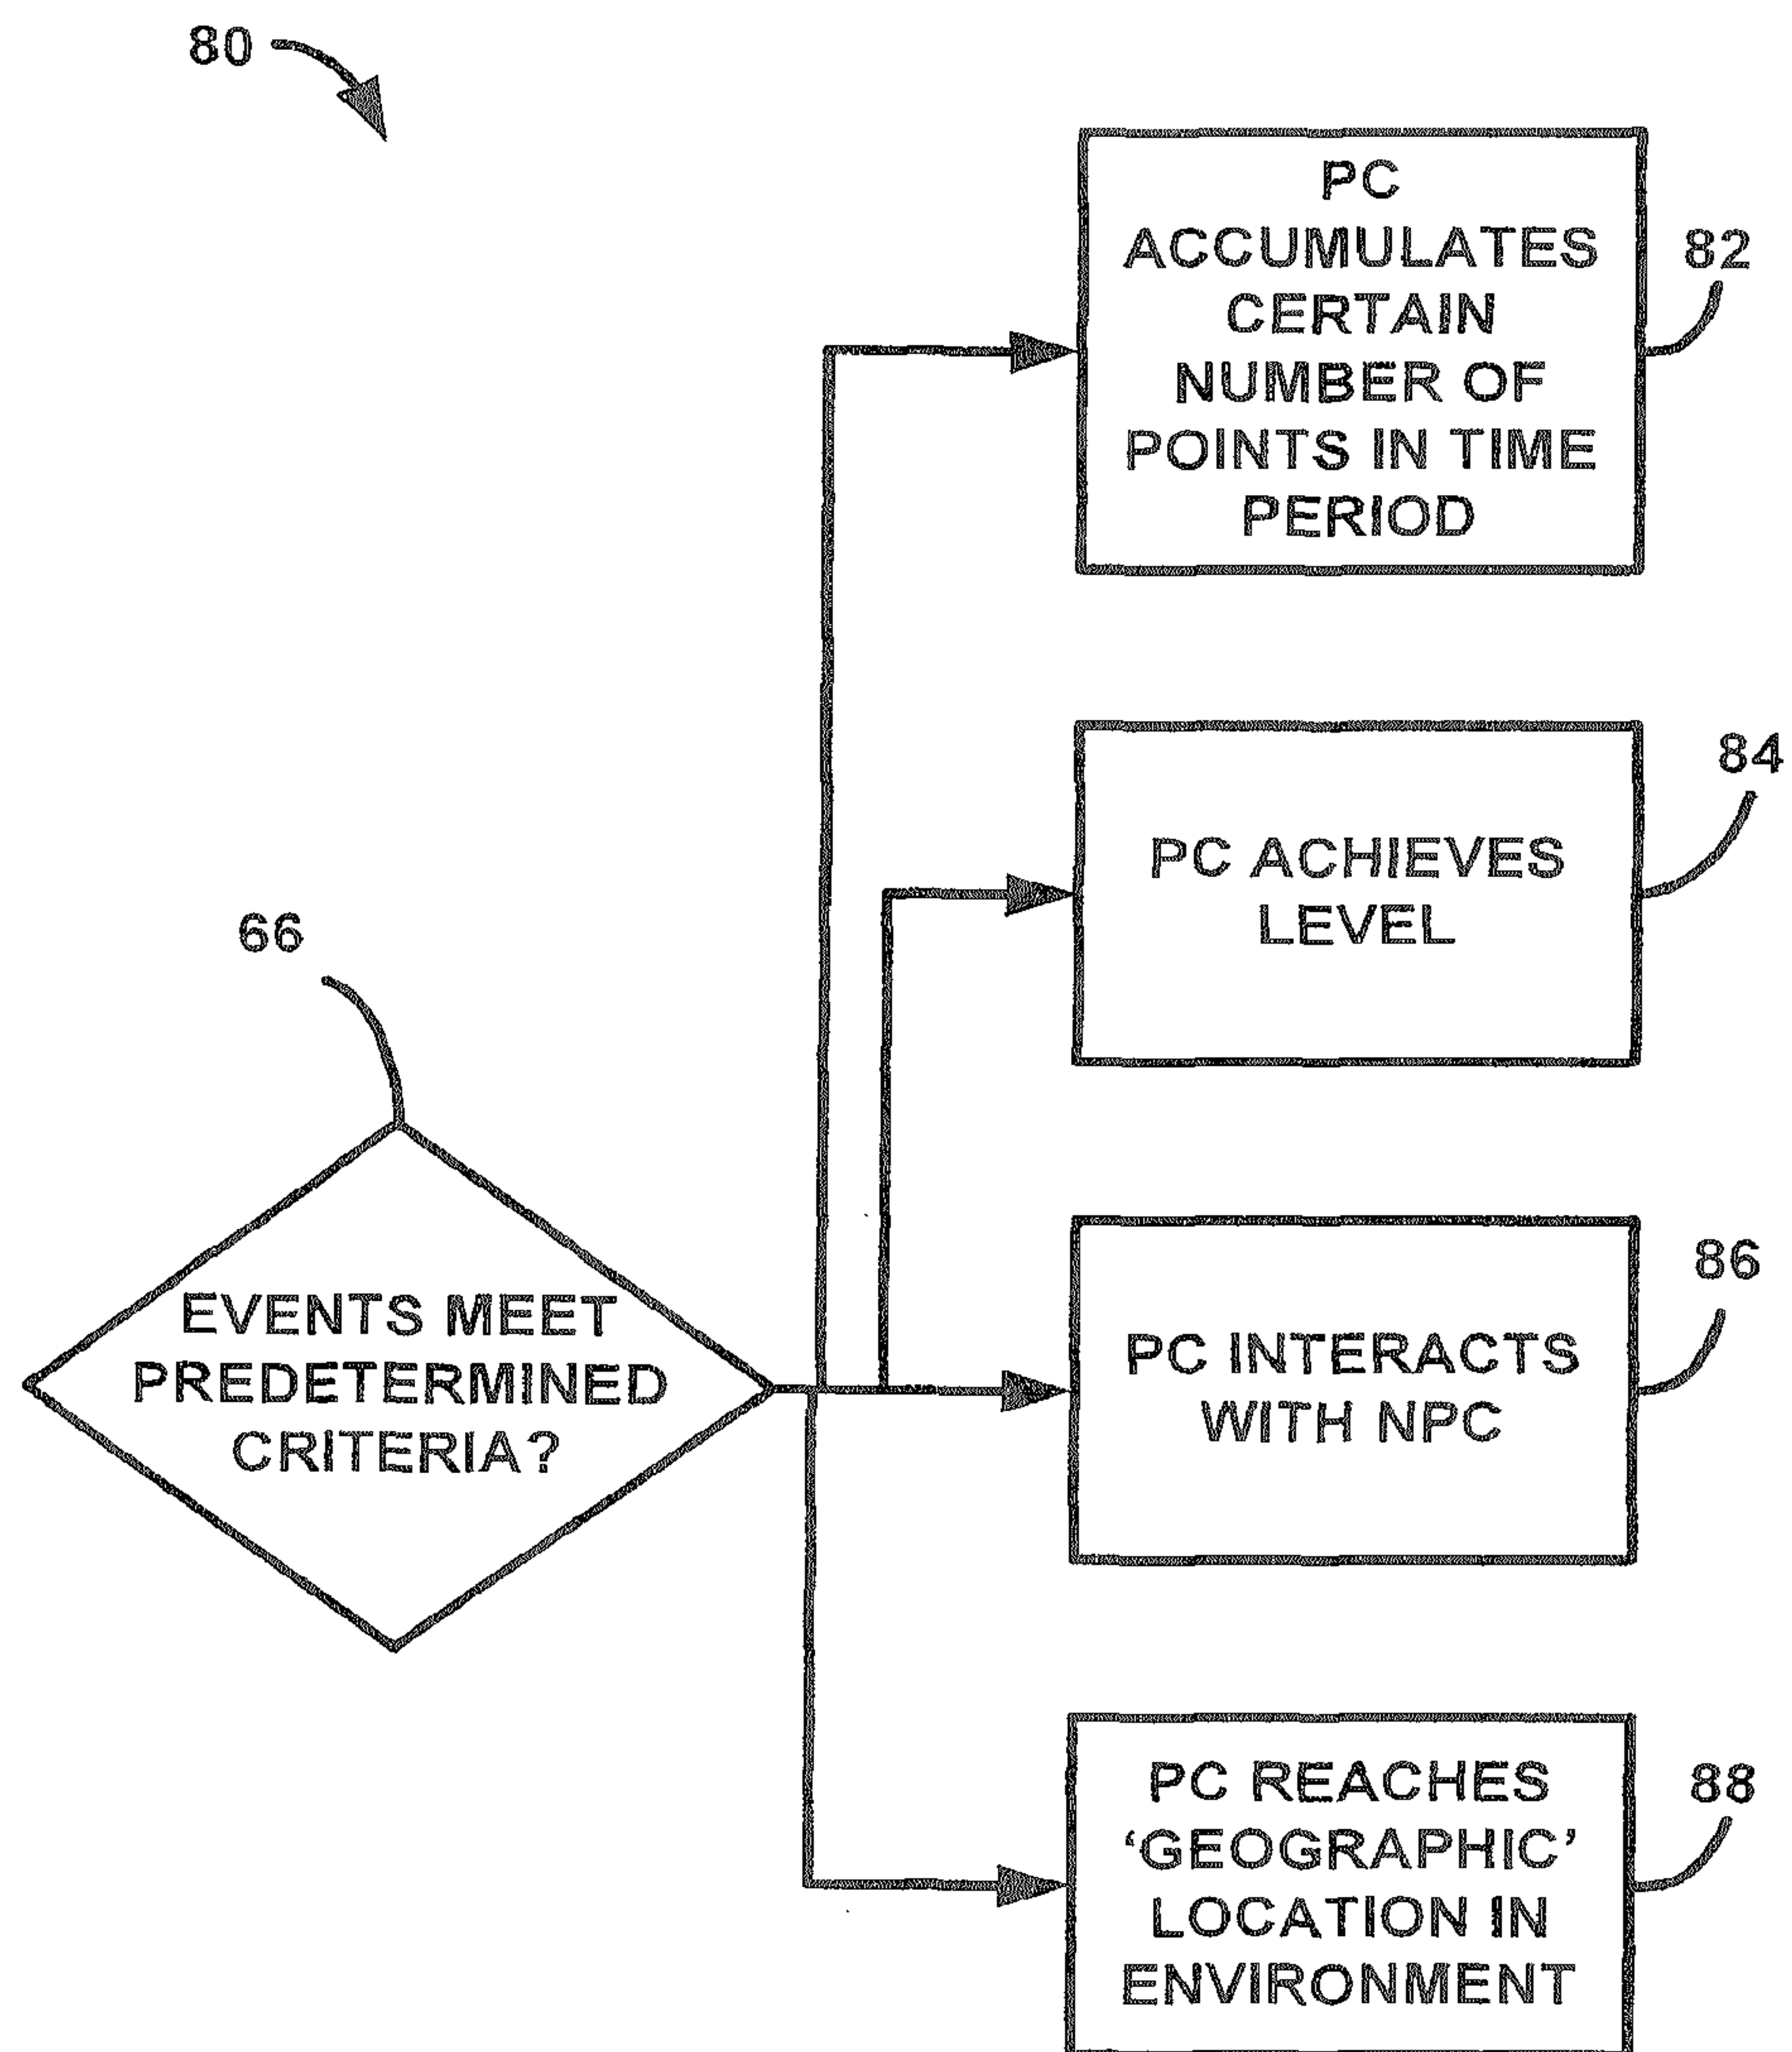 80
PC
ACCUMULATES
CERTAIN
NUMBER OF
POINTS IN TIME
PERIOD
82
PC ACHIEVES
LEVEL
84
66
EVENTS MEET
PREDETERMINED
CRITERIA?
PC INTERACTS
WITH NPC
86
PC REACHES
‘GEOGRAPHIC’
LOCATION IN
ENVIRONMENT
88